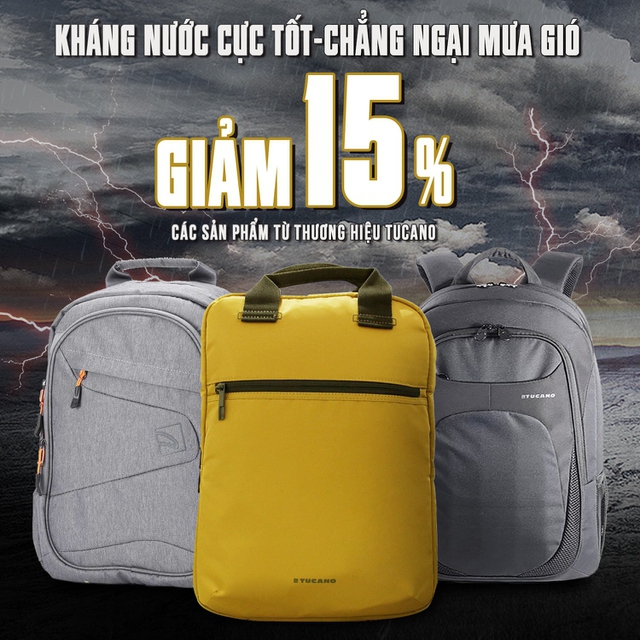 KHÁNG NƯỚC CỰC TỐT-CHẲNG NGẠI MƯA GIÓ
GIẢM 15%
CÁC SẢN PHẨM TỪ THƯƠNG HIỆU TUCANO
TUCANO
TUCANO